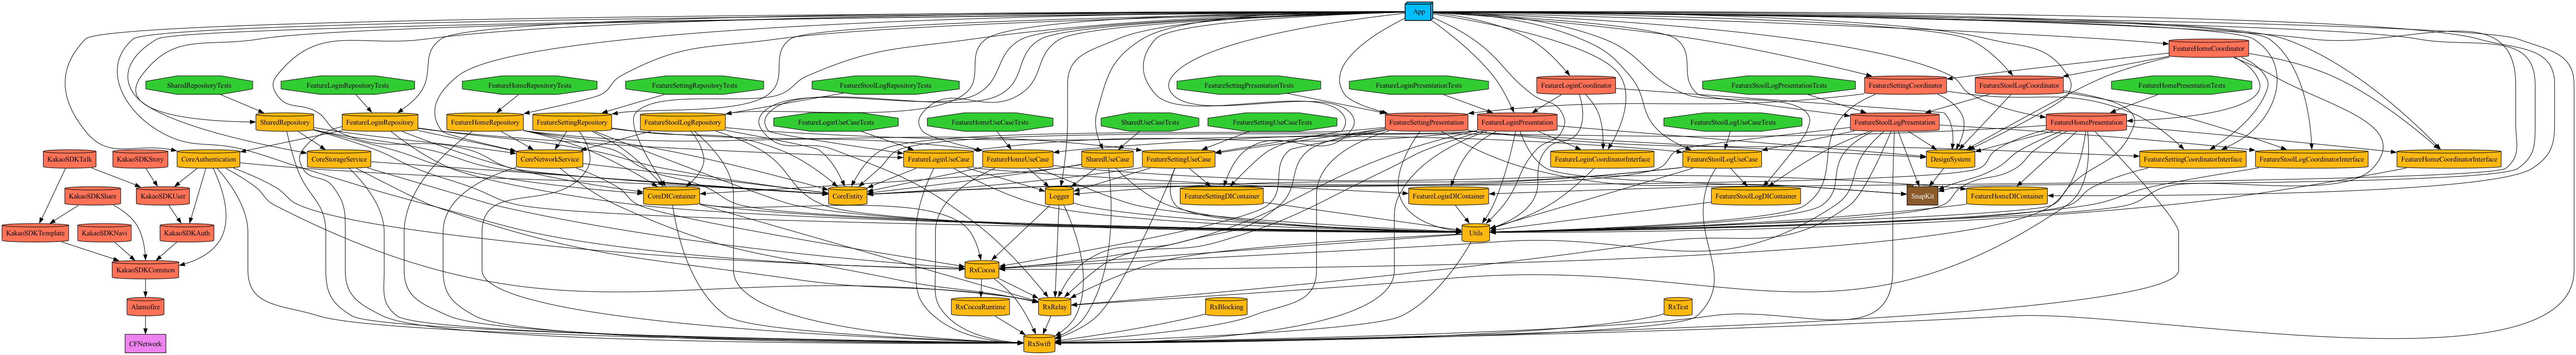 App
FeatureHomeCoordinator
SharedRepositoryTests
FeatureLoginRepositoryTests
FeatureHomeRepositoryTests
FeatureSettingRepositoryTests
FeatureStoolLogRepositoryTests
FeatureSettingPresentationTests
FeatureLoginPresentationTests
FeatureLoginCoordinator
FeatureStoolLogPresentationTests
FeatureSettingCoordinator
FeatureStoolLogCoordinator
FeatureHomePresentationTests
SharedRepository
FeatureLoginRepository
FeatureHomeRepository
FeatureSettingRepository
FeatureStoolLogRepository
FeatureLoginUseCaseTests
FeatureHomeUseCaseTests
SharedUseCaseTests
FeatureSettingUseCaseTests
FeatureSettingPresentation
FeatureLoginPresentation
FeatureStoolLogUseCaseTests
FeatureStoolLogPresentation
FeatureHomePresentation
KakaoSDKTalk
KakaoSDKStory
CoreAuthentication
CoreStorageService
CoreNetworkService
FeatureLoginUseCase
FeatureHomeUseCase
SharedUseCase
FeatureSettingUseCase
FeatureLoginCoordinatorInterface
FeatureStoolLogUseCase
DesignSystem
FeatureSettingCoordinatorInterface
FeatureStoolLogCoordinatorInterface
FeatureHomeCoordinatorInterface
KakaoSDKShare
KakaoSDKUser
CoreDIContainer
CoreEntity
Logger
FeatureSettingDIContainer
FeatureLoginDIContainer
FeatureStoolLogDIContainer
SnapKit
FeatureHomeDIContainer
KakaoSDKTemplate
KakaoSDKNavi
KakaoSDKAuth
Utils
KakaoSDKCommon
RxCocoa
Alamofire
RxCocoaRuntime
RxRelay
RxBlocking
RxTest
CFNetwork
RxSwift